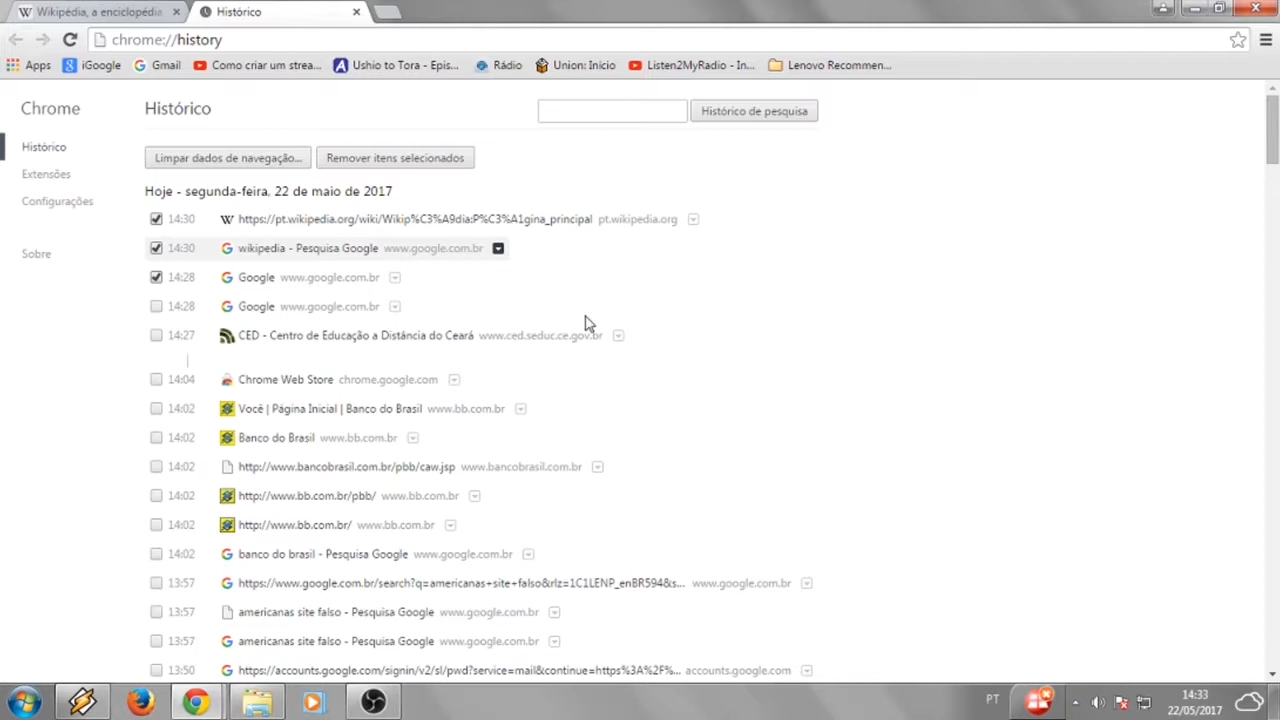 Wikipédia, a enciclopédia
Histórico
chrome://history
Apps iGoogle Gmail Como criar um strea... Ushio to Tora - Epis... Rádio Union: Inicio Listen2MyRadio - In... Lenovo Recommen...
Chrome
Histórico
Extensões
Configurações
Sobre
Histórico
Histórico de pesquisa
Limpar dados de navegação... Remover itens selecionados
Hoje - segunda-feira, 22 de maio de 2017
14:30 https://pt.wikipedia.org/wiki/Wikip%C3%A9dia:P%C3%A1gina_principal pt.wikipedia.org
14:30 wikipedia - Pesquisa Google www.google.com.br
14:28 Google www.google.com.br
14:28 Google www.google.com.br
14:27 CED - Centro de Educação a Distância do Ceará www.ced.seduc.ce.gov.br
14:04 Chrome Web Store chrome.google.com
14:02 Você | Página Inicial | Banco do Brasil www.bb.com.br
14:02 Banco do Brasil www.bb.com.br
14:02 http://www.bancobrasil.com.br/pbb/caw.jsp www.bancobrasil.com.br
14:02 http://www.bb.com.br/pbb/ www.bb.com.br
14:02 http://www.bb.com.br/ www.bb.com.br
14:02 banco do brasil - Pesquisa Google www.google.com.br
13:57 https://www.google.com.br/search?q=americanas+site+falso&rlz=1C1LENP_enBR594&s... www.google.com.br
13:57 americanas site falso - Pesquisa Google www.google.com.br
13:57 americanas site falso - Pesquisa Google www.google.com.br
13:50 https://accounts.google.com/signin/v2/sl/pwd?service=mail&continue=https%3A%2F%... accounts.google.com
PT
14:33
22/05/2017